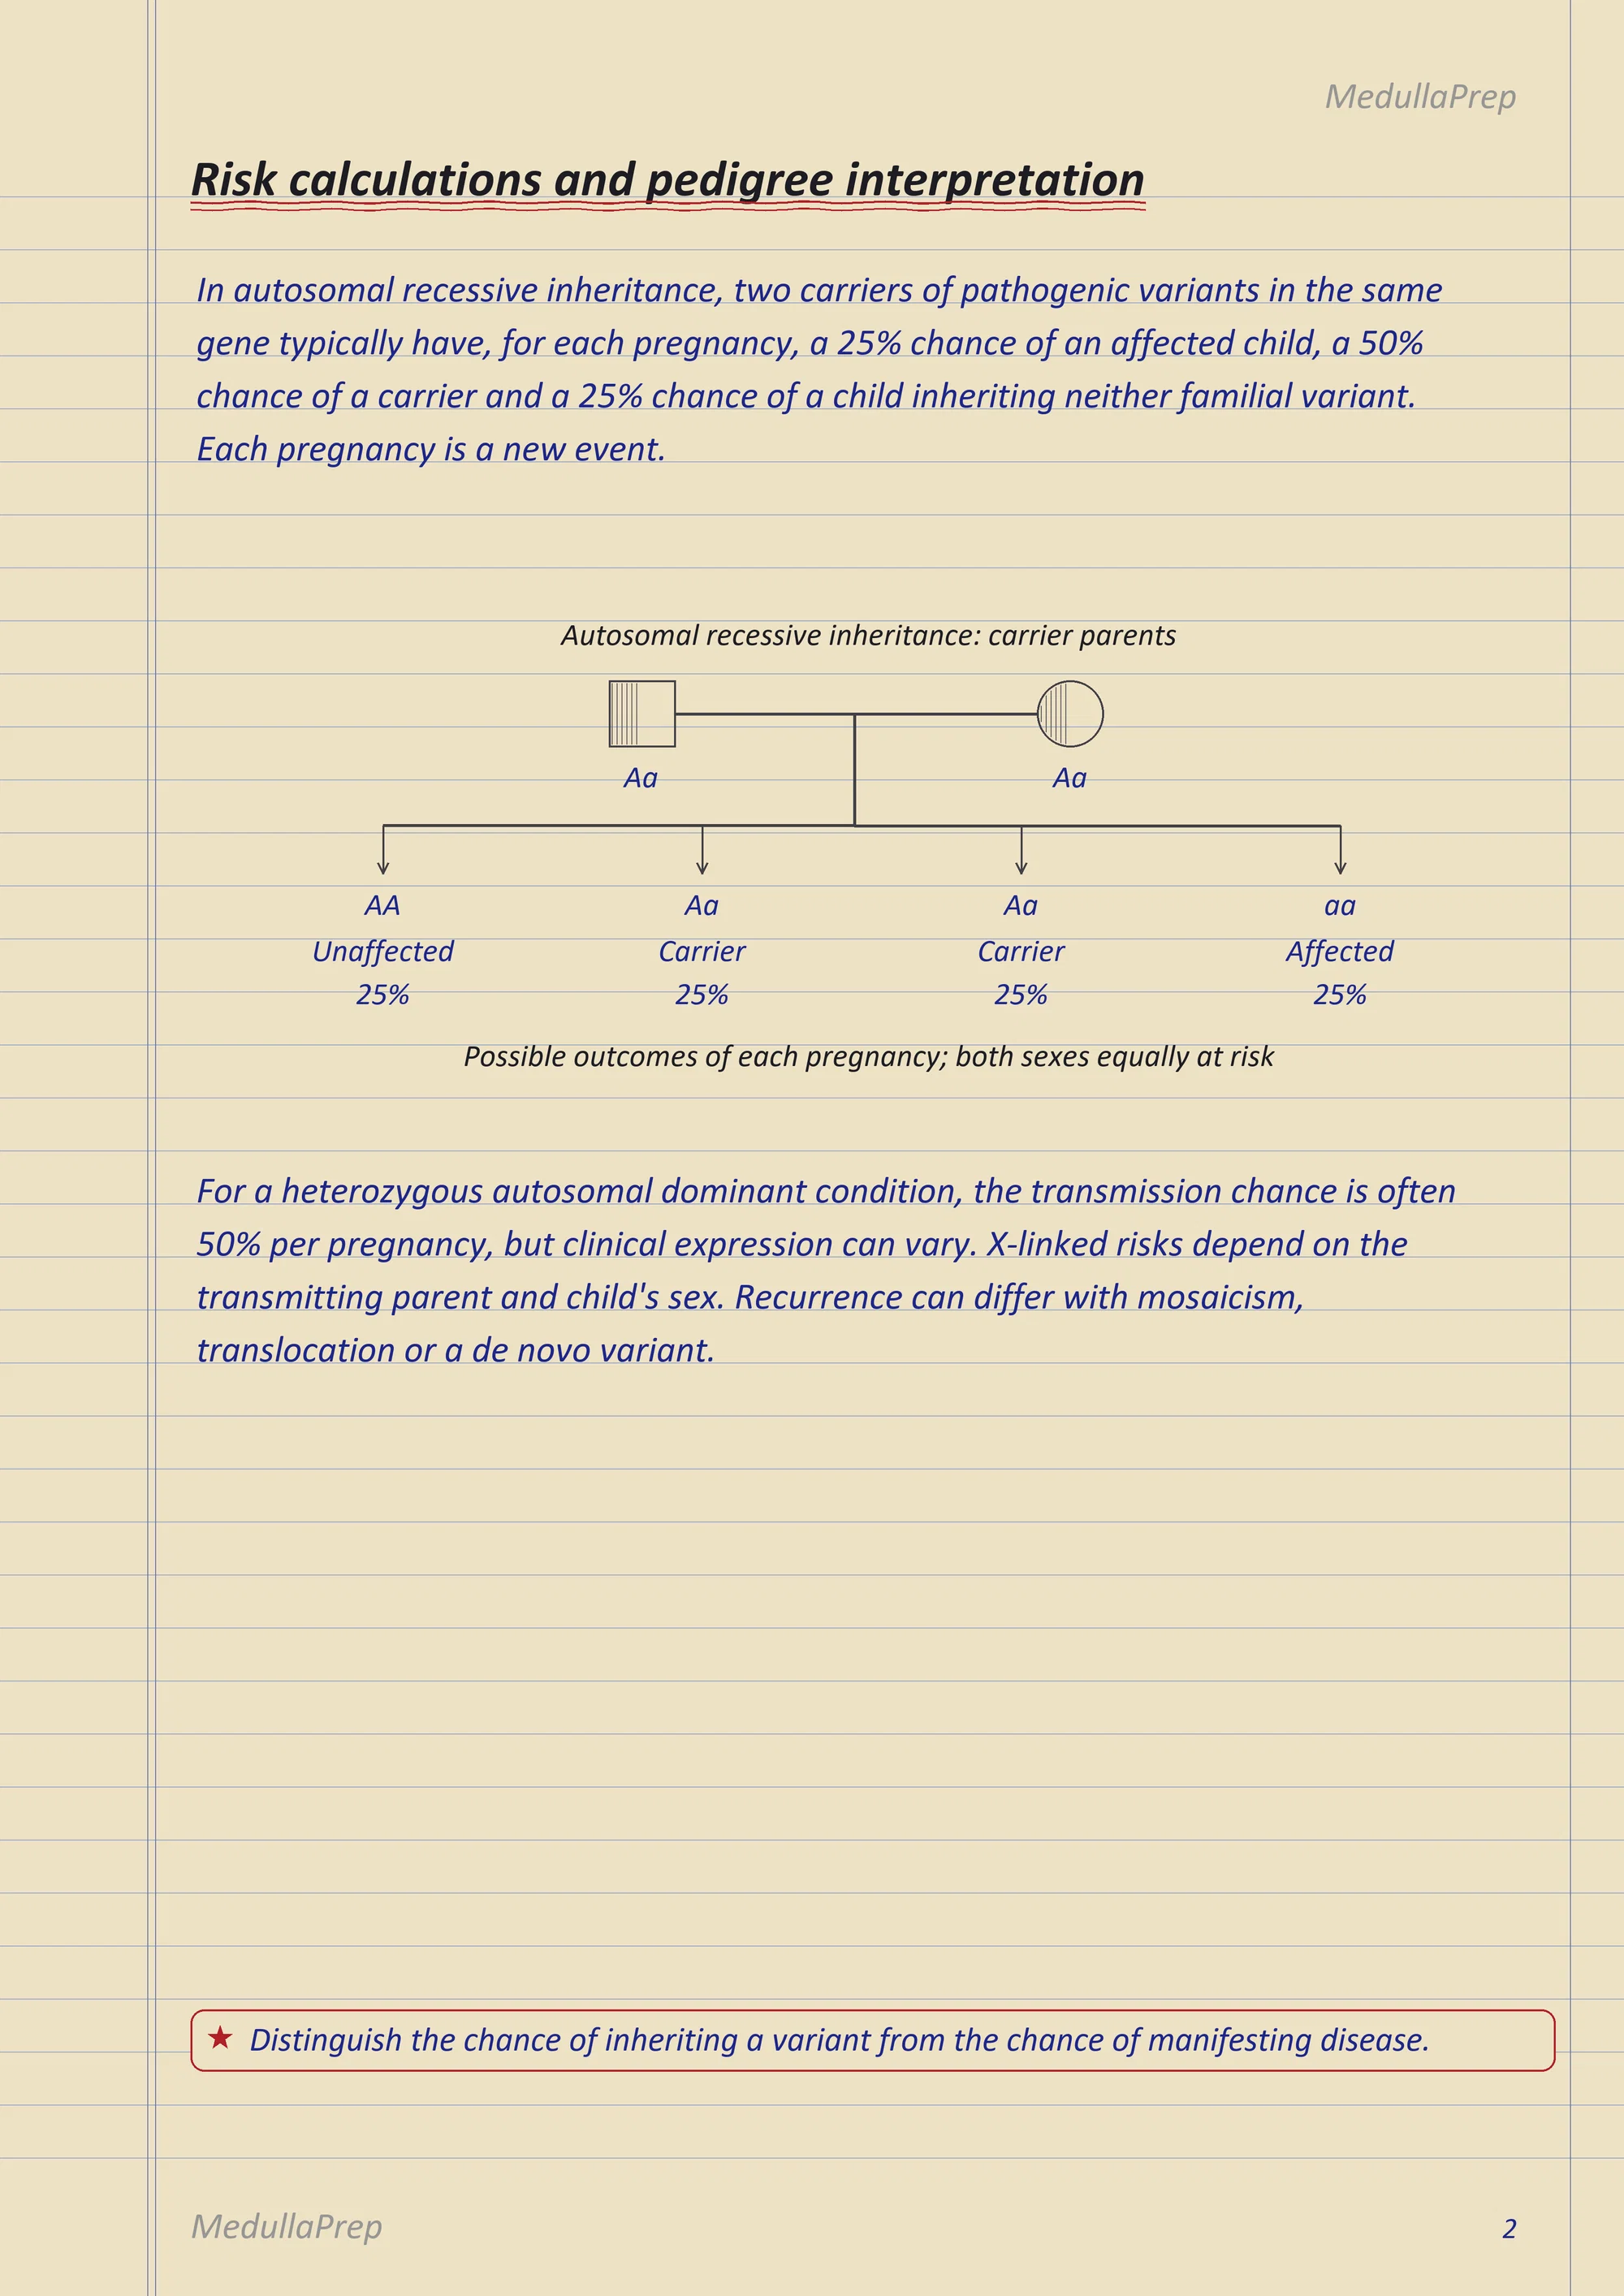 MedullaPrep
Risk calculations and pedigree interpretation
In autosomal recessive inheritance, two carriers of pathogenic variants in the same
gene typically have, for each pregnancy, a 25% chance of an affected child, a 50%
chance of a carrier and a 25% chance of a child inheriting neither familial variant.
Each pregnancy is a new event.
Autosomal recessive inheritance: carrier parents
Aa Aa
AA Aa Aa aa
Unaffected Carrier Carrier Affected
25% 25% 25% 25%
Possible outcomes of each pregnancy; both sexes equally at risk
For a heterozygous autosomal dominant condition, the transmission chance is often
50% per pregnancy, but clinical expression can vary. X-linked risks depend on the
transmitting parent and child's sex. Recurrence can differ with mosaicism,
translocation or a de novo variant.
★ Distinguish the chance of inheriting a variant from the chance of manifesting disease.
MedullaPrep 2